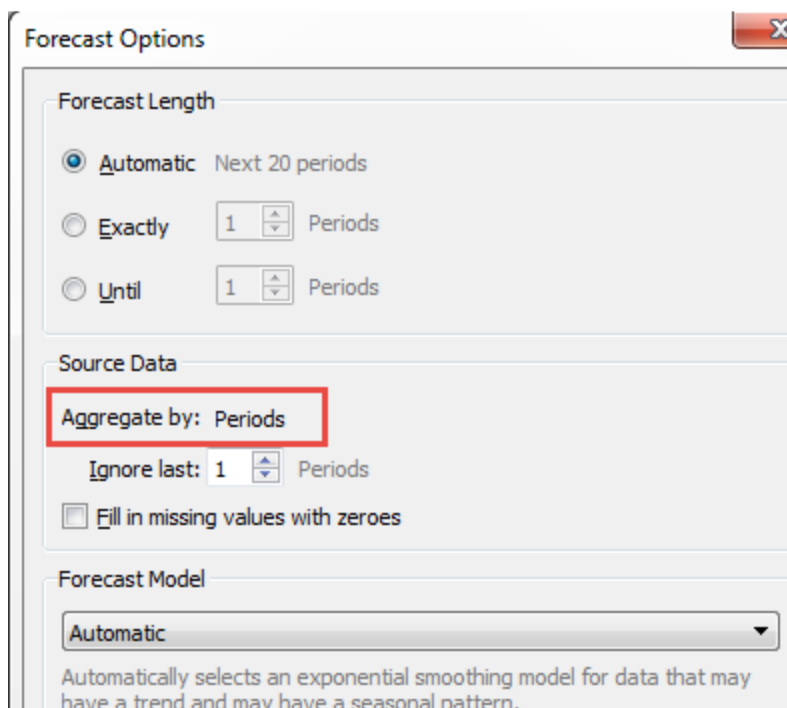 Forecast Options
Forecast Length
Automatic Next 20 periods
Exactly 1 Periods
Until 1 Periods
Source Data
Aggregate by: Periods
Ignore last: 1 Periods
Fill in missing values with zeroes
Forecast Model
Automatic
Automatically selects an exponential smoothing model for data that may
have a trend and may have a seasonal pattern.